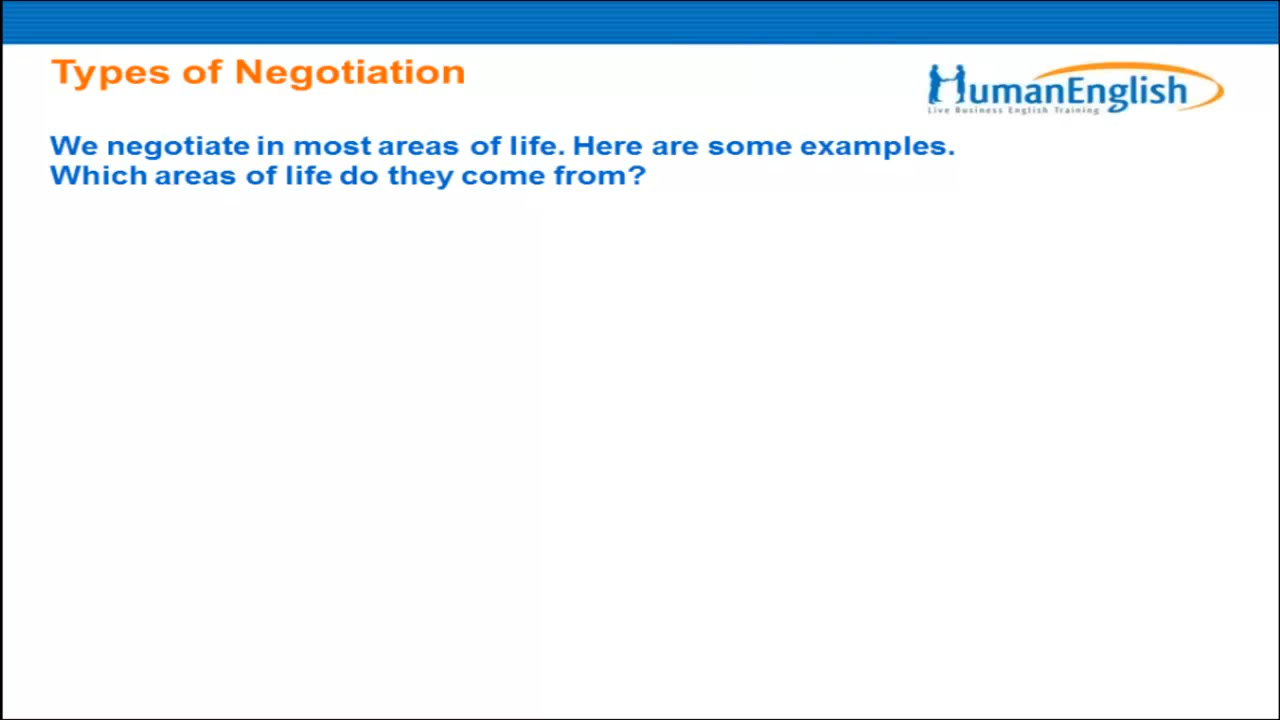 Types of Negotiation
HumanEnglish
Live Business English Training
We negotiate in most areas of life. Here are some examples.
Which areas of life do they come from?